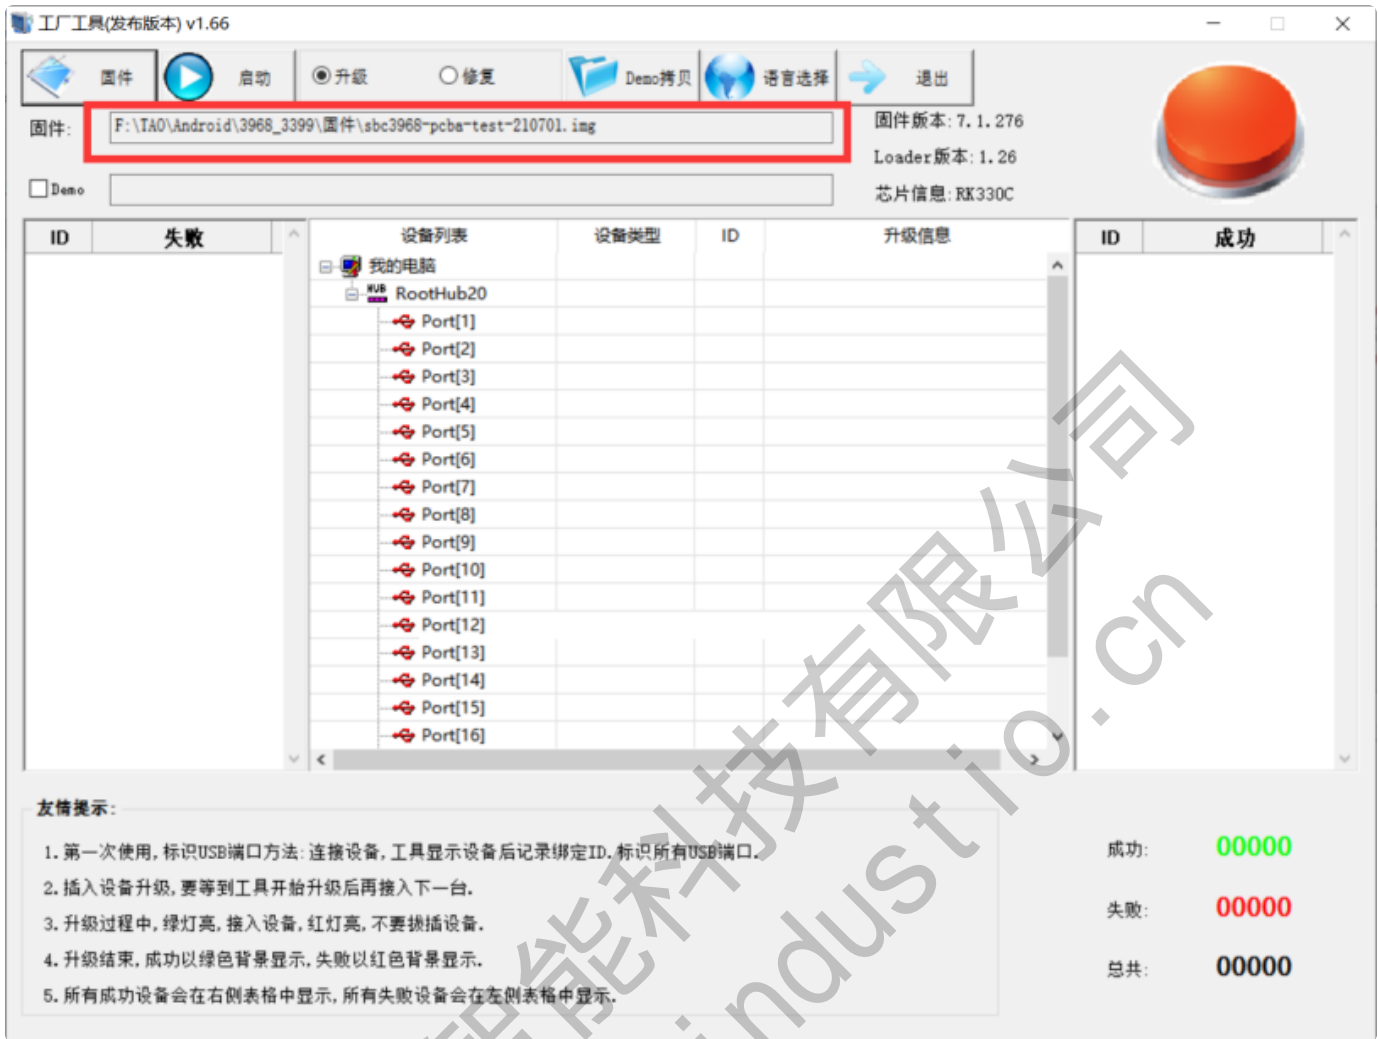 工厂工具(发布版本) v1.66
固件 启动 升级 修复 Demo拷贝 语言选择 退出
固件: F:\TAO\Android\3968_3399\固件\sbc3968-pcba-test-210701.img
固件版本:7.1.276
Loader版本:1.26
Demo
芯片信息:RK330C
ID 失败
设备列表 设备类型 ID 升级信息
ID 成功
我的电脑
HUB RootHub20
Port[1]
Port[2]
Port[3]
Port[4]
Port[5]
Port[6]
Port[7]
Port[8]
Port[9]
Port[10]
Port[11]
Port[12]
Port[13]
Port[14]
Port[15]
Port[16]
友情提示:
1.第一次使用,标识USB端口方法:连接设备,工具显示设备后记录绑定ID.标识所有USB端口.
2.插入设备升级,要等到工具开始升级后再接入下一台.
3.升级过程中,绿灯亮,接入设备,红灯亮,不要拔插设备.
4.升级结束,成功以绿色背景显示,失败以红色背景显示.
5.所有成功设备会在右侧表格中显示,所有失败设备会在左侧表格中显示.
成功: 00000
失败: 00000
总共: 00000
智能科技有限公司
industio.cn